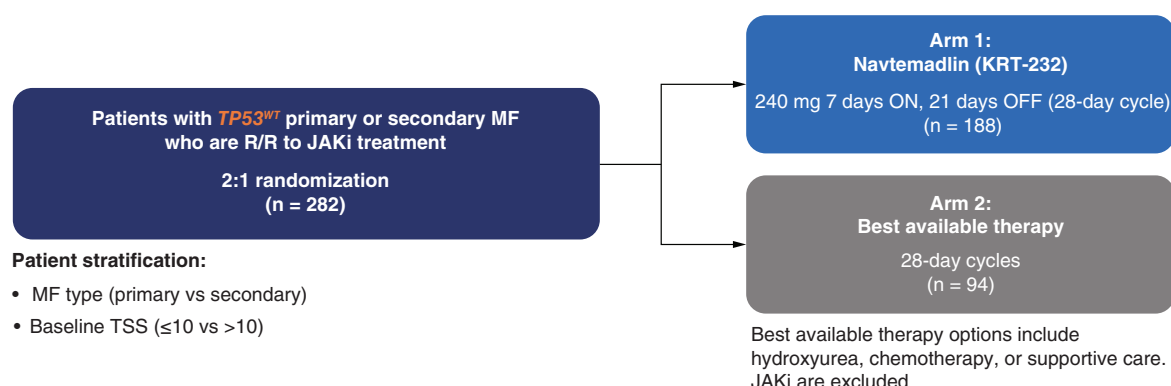 Patients with TP53WT primary or secondary MF
who are R/R to JAKi treatment
2:1 randomization
(n = 282)
Patient stratification:
• MF type (primary vs secondary)
• Baseline TSS (≤10 vs >10)
Arm 1:
Navtemadlin (KRT-232)
240 mg 7 days ON, 21 days OFF (28-day cycle)
(n = 188)
Arm 2:
Best available therapy
28-day cycles
(n = 94)
Best available therapy options include
hydroxyurea, chemotherapy, or supportive care.
JAKi are excluded